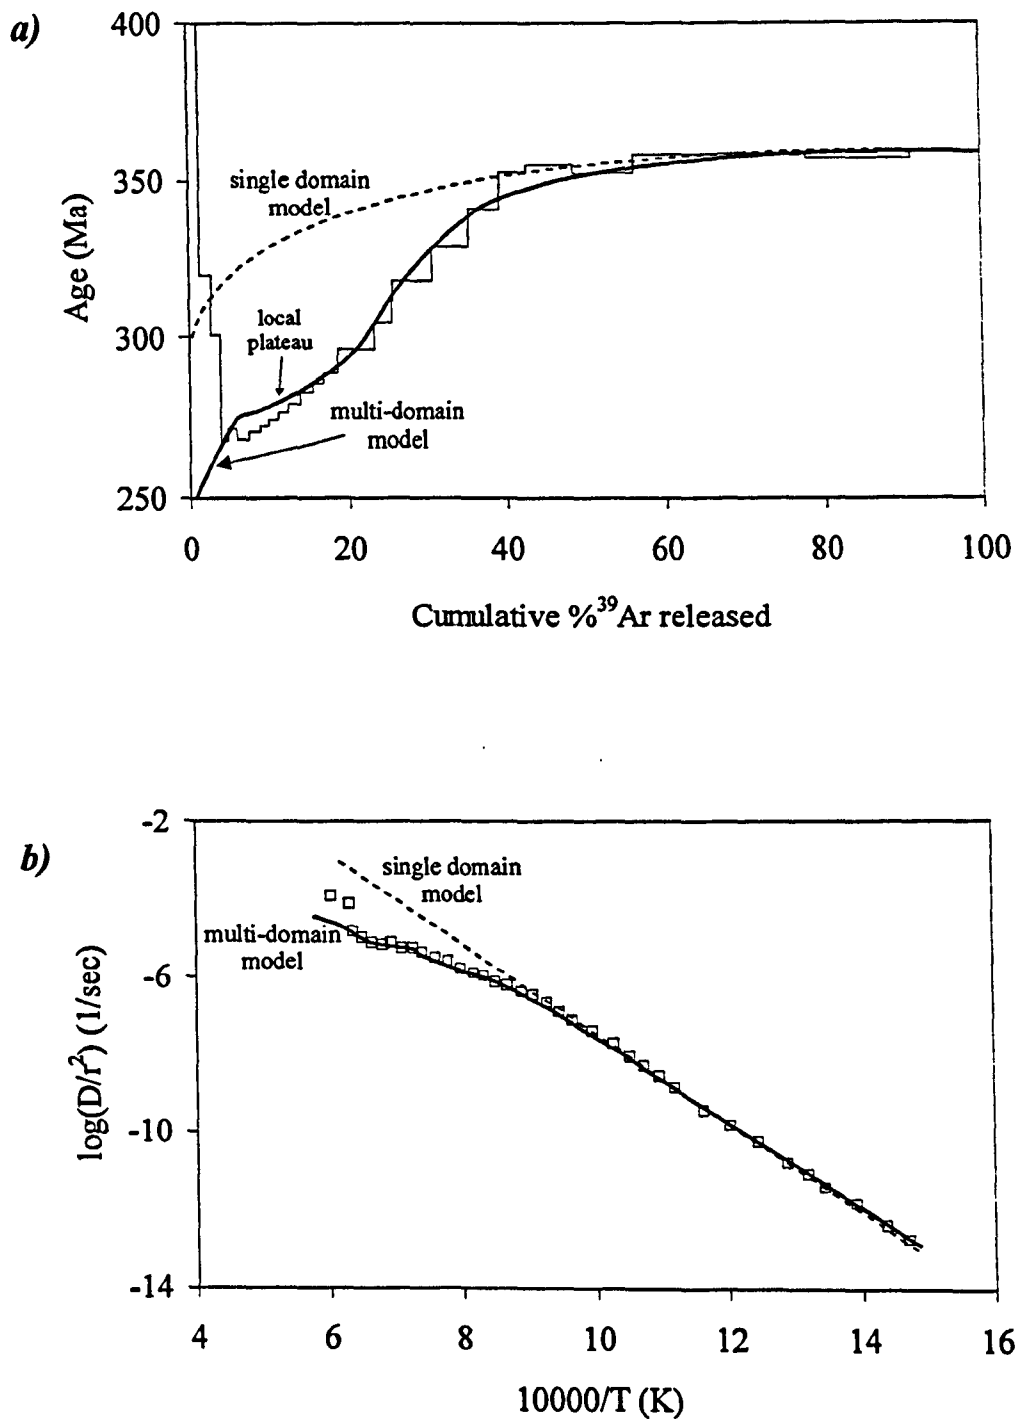 a)
400
350
300
250
Age (Ma)
single domain
model
local
plateau
multi-domain
model
0 20 40 60 80 100
Cumulative %³⁹Ar released
b)
-2
-6
-10
-14
log(D/r²) (1/sec)
single domain
model
multi-domain
model
4 6 8 10 12 14 16
10000/T (K)